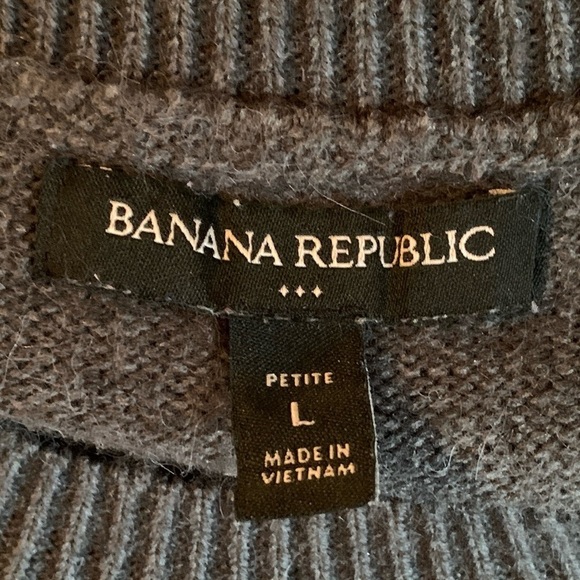 BANANA REPUBLIC
PETITE
L
MADE IN
VIETNAM